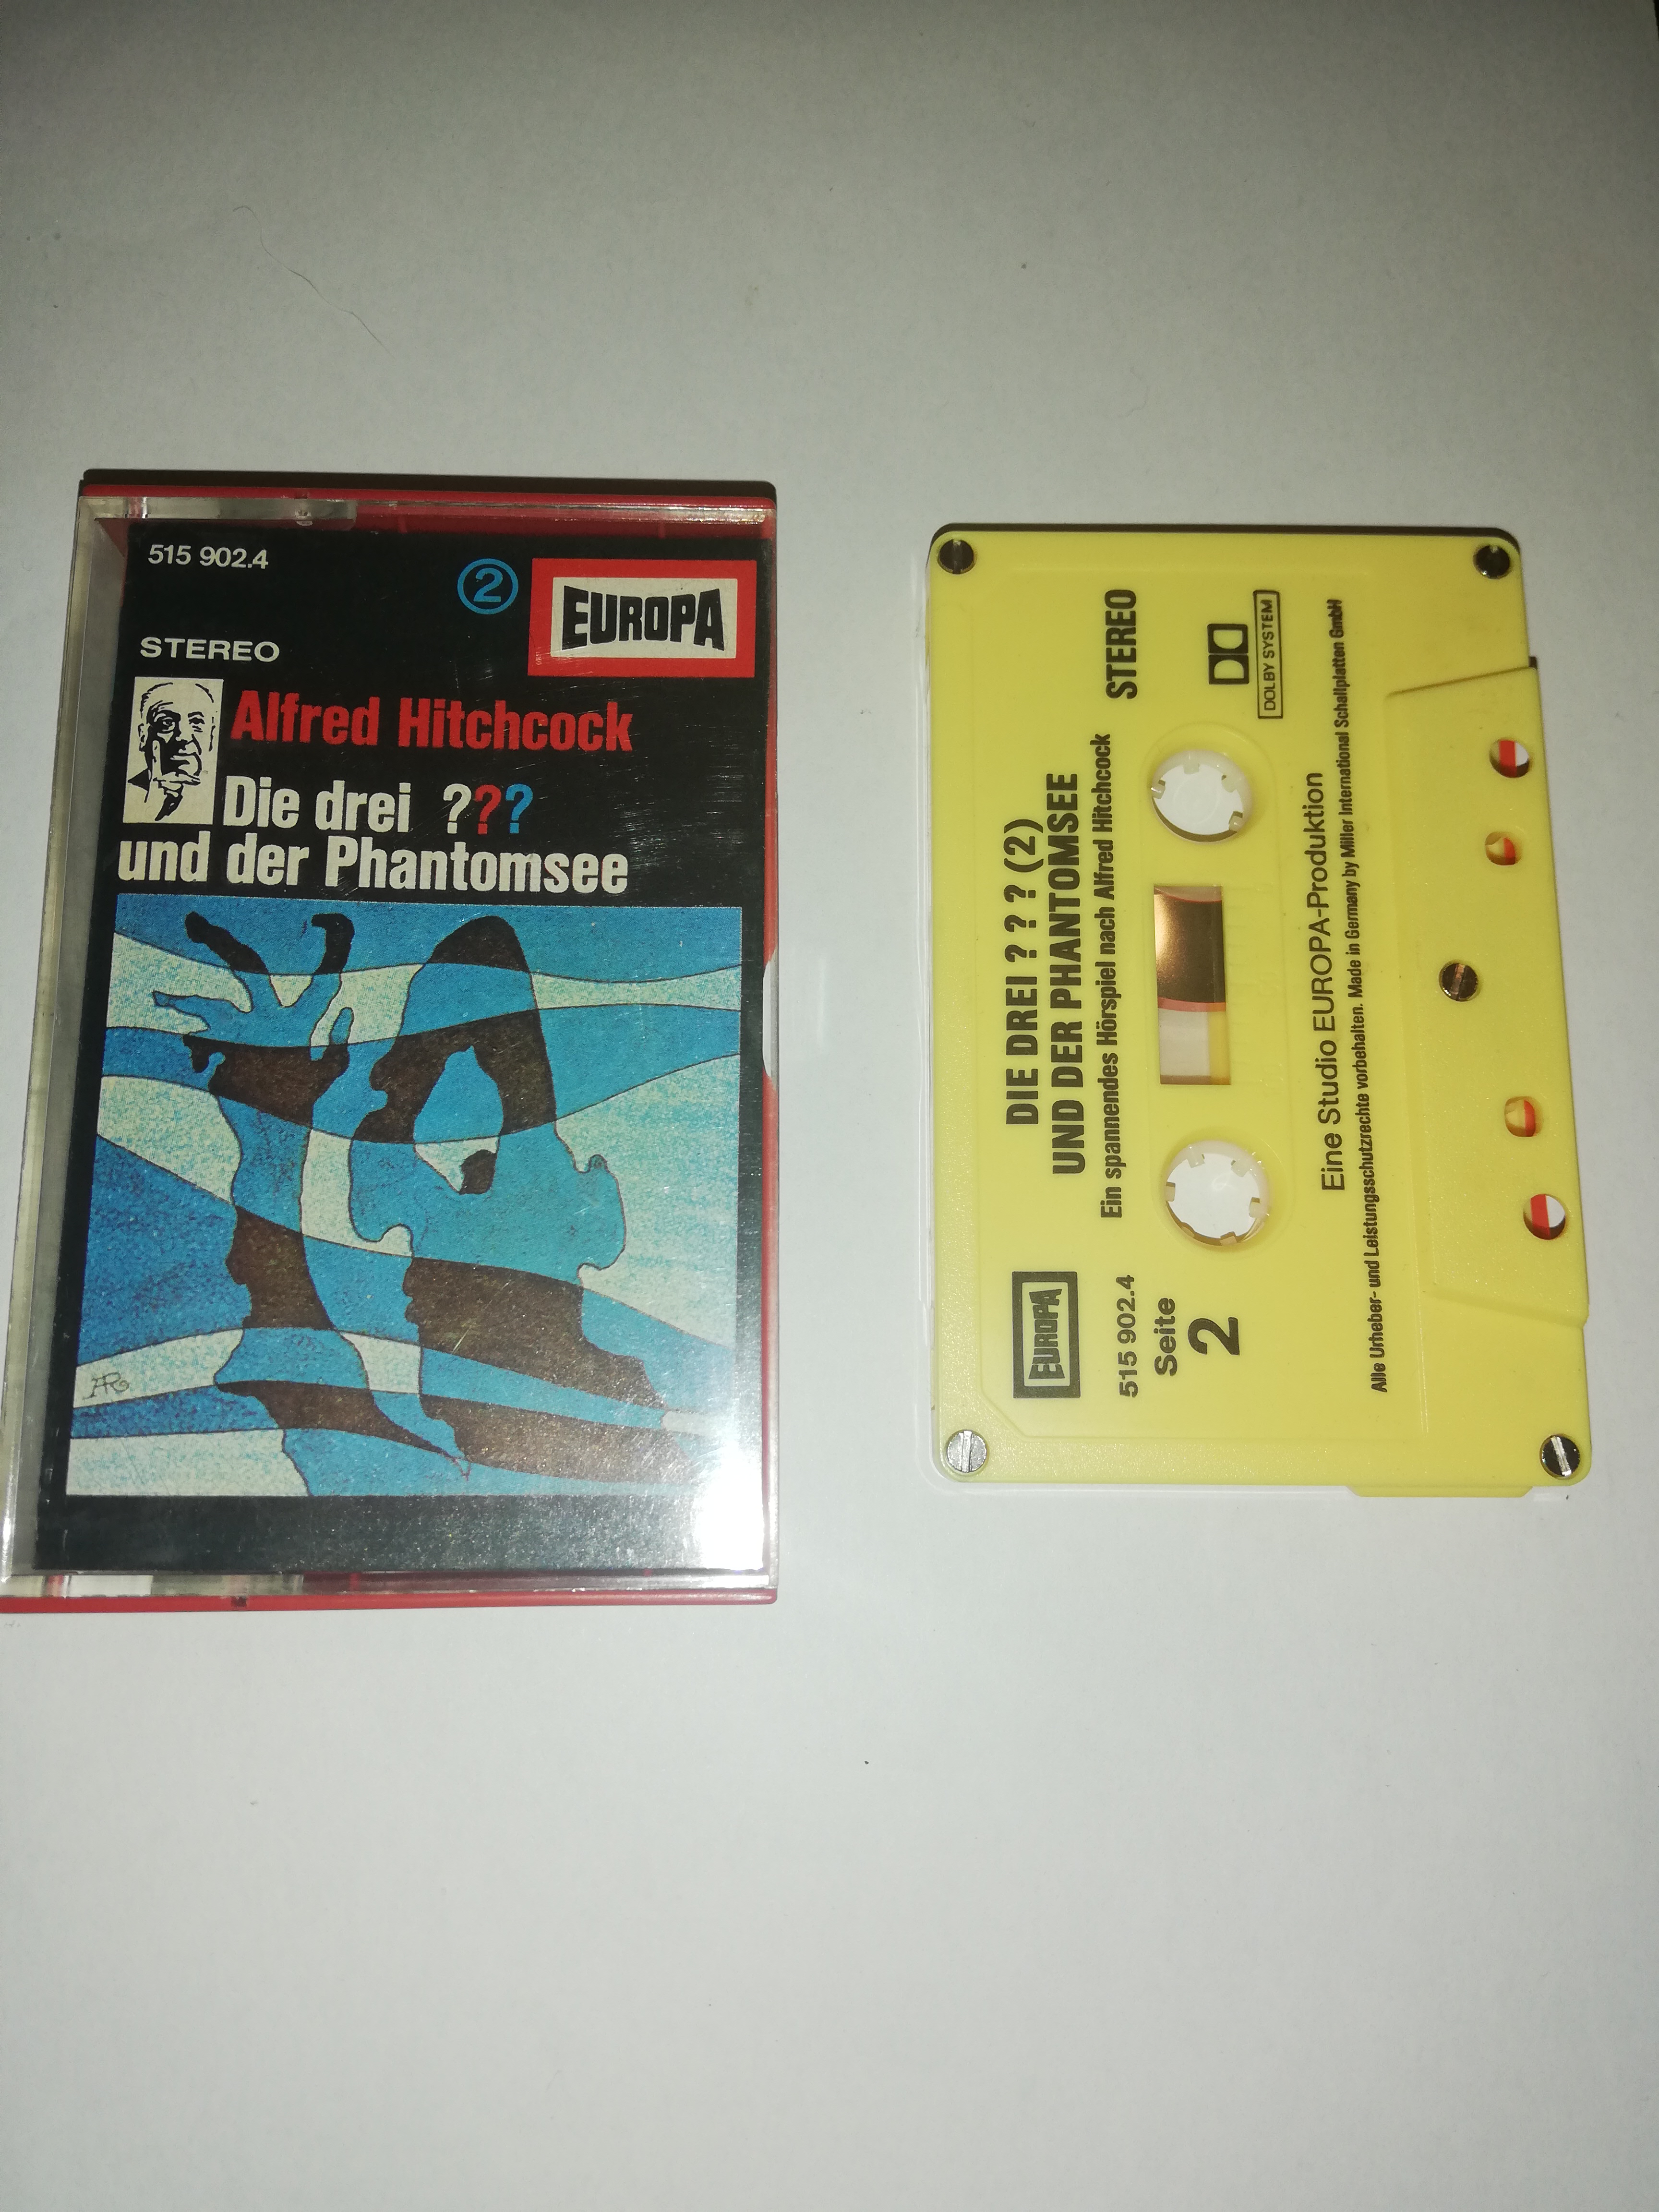 515 902.4
2
EUROPA
STEREO
Alfred Hitchcock
Die drei ???
und der Phantomsee
AR
DIE DREI ? ? ? (2)
UND DER PHANTOMSEE
Ein spannendes Hörspiel nach Alfred Hitchcock
STEREO
EUROPA
515 902.4
Seite
2
DOLBY SYSTEM
Eine Studio EUROPA-Produktion
Alle Urheber- und Leistungsschutzrechte vorbehalten. Made in Germany by Miller International Schallplatten GmbH